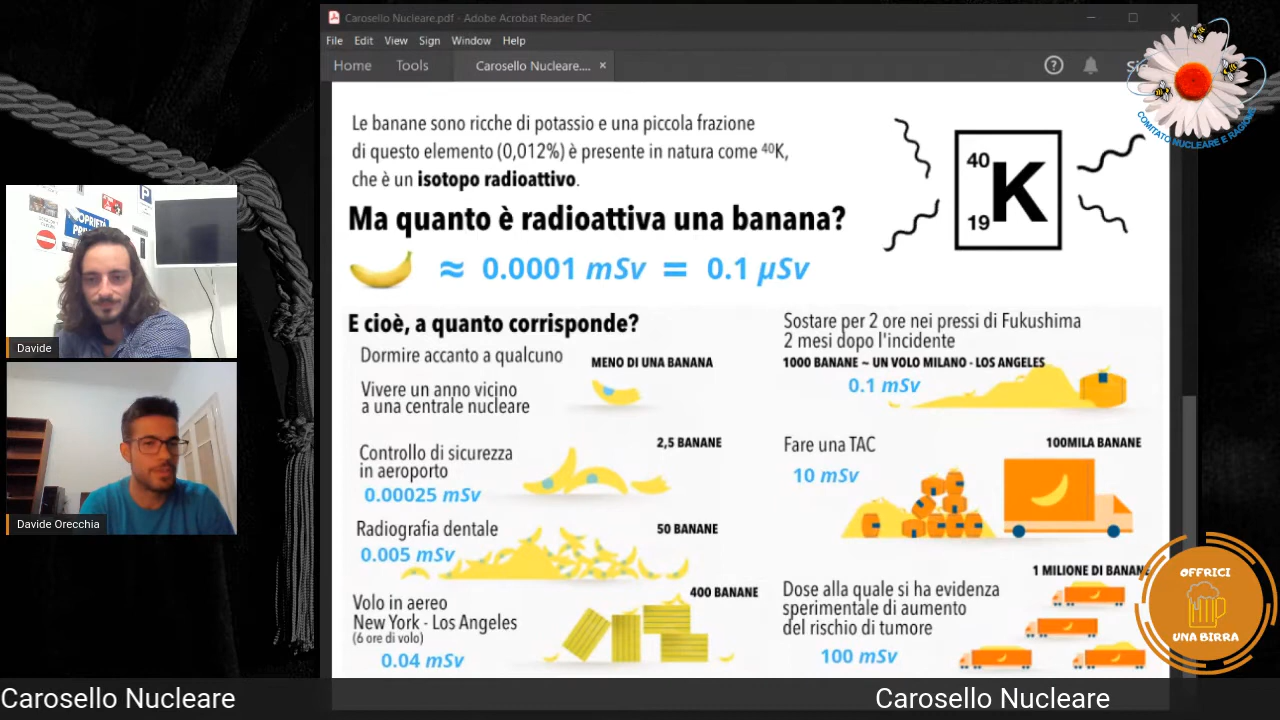 Carosello Nucleare.pdf - Adobe Acrobat Reader DC
File Edit View Sign Window Help
Home Tools Carosello Nucleare.... ×
COMITATO NUCLEARE E RAGIONE
Le banane sono ricche di potassio e una piccola frazione
di questo elemento (0,012%) è presente in natura come ⁴⁰K,
che è un isotopo radioattivo.
40
K
19
Ma quanto è radioattiva una banana?
≈ 0.0001 mSv = 0.1 µSv
E cioè, a quanto corrisponde?
Dormire accanto a qualcuno
MENO DI UNA BANANA
Vivere un anno vicino
a una centrale nucleare
Controllo di sicurezza
in aeroporto
2,5 BANANE
0.00025 mSv
Radiografia dentale
50 BANANE
0.005 mSv
Volo in aereo
New York - Los Angeles
(6 ore di volo)
400 BANANE
0.04 mSv
Sostare per 2 ore nei pressi di Fukushima
2 mesi dopo l'incidente
1000 BANANE ~ UN VOLO MILANO - LOS ANGELES
0.1 mSv
Fare una TAC
100MILA BANANE
10 mSv
Dose alla quale si ha evidenza
sperimentale di aumento
del rischio di tumore
1 MILIONE DI BANANE
100 mSv
P
PROPRIETÀ
Davide
Davide Orecchia
OFFRICI
UNA BIRRA
Carosello Nucleare
Carosello Nucleare